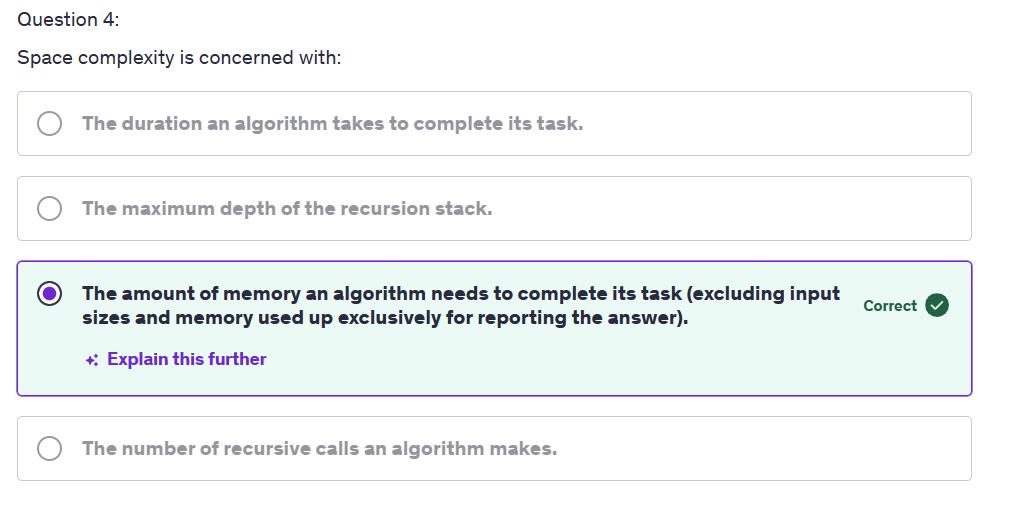 Question 4:
Space complexity is concerned with:
The duration an algorithm takes to complete its task.
The maximum depth of the recursion stack.
The amount of memory an algorithm needs to complete its task (excluding input
sizes and memory used up exclusively for reporting the answer).
Correct
Explain this further
The number of recursive calls an algorithm makes.